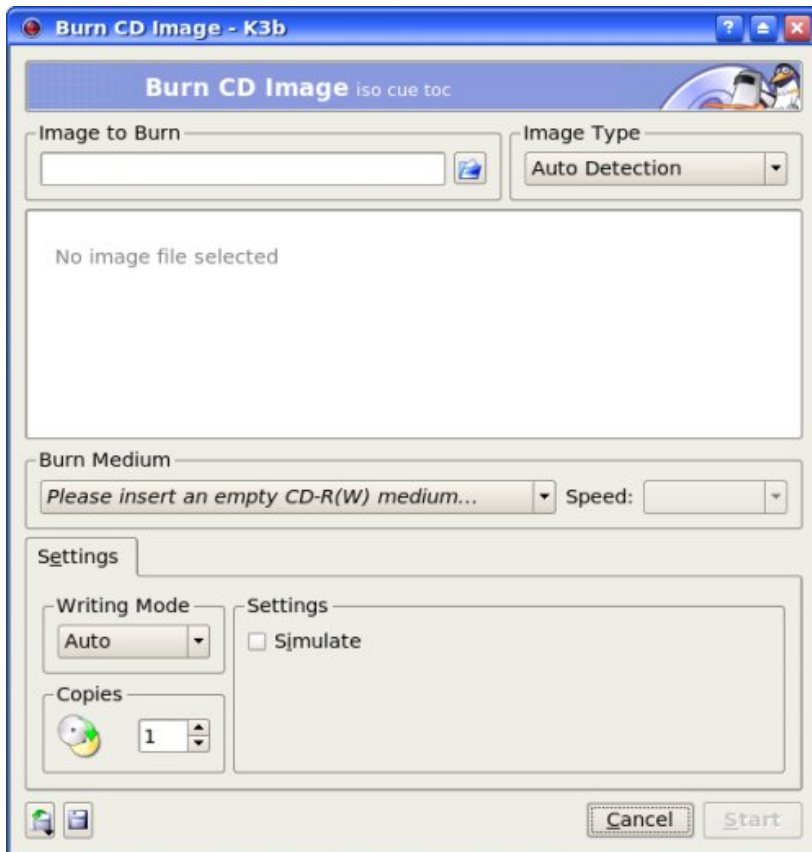 Burn CD Image - K3b
?
Burn CD Image iso cue toc
Image to Burn
Image Type
Auto Detection
No image file selected
Burn Medium
Please insert an empty CD-R(W) medium...
Speed:
Settings
Writing Mode
Settings
Auto
Simulate
Copies
1
Cancel
Start